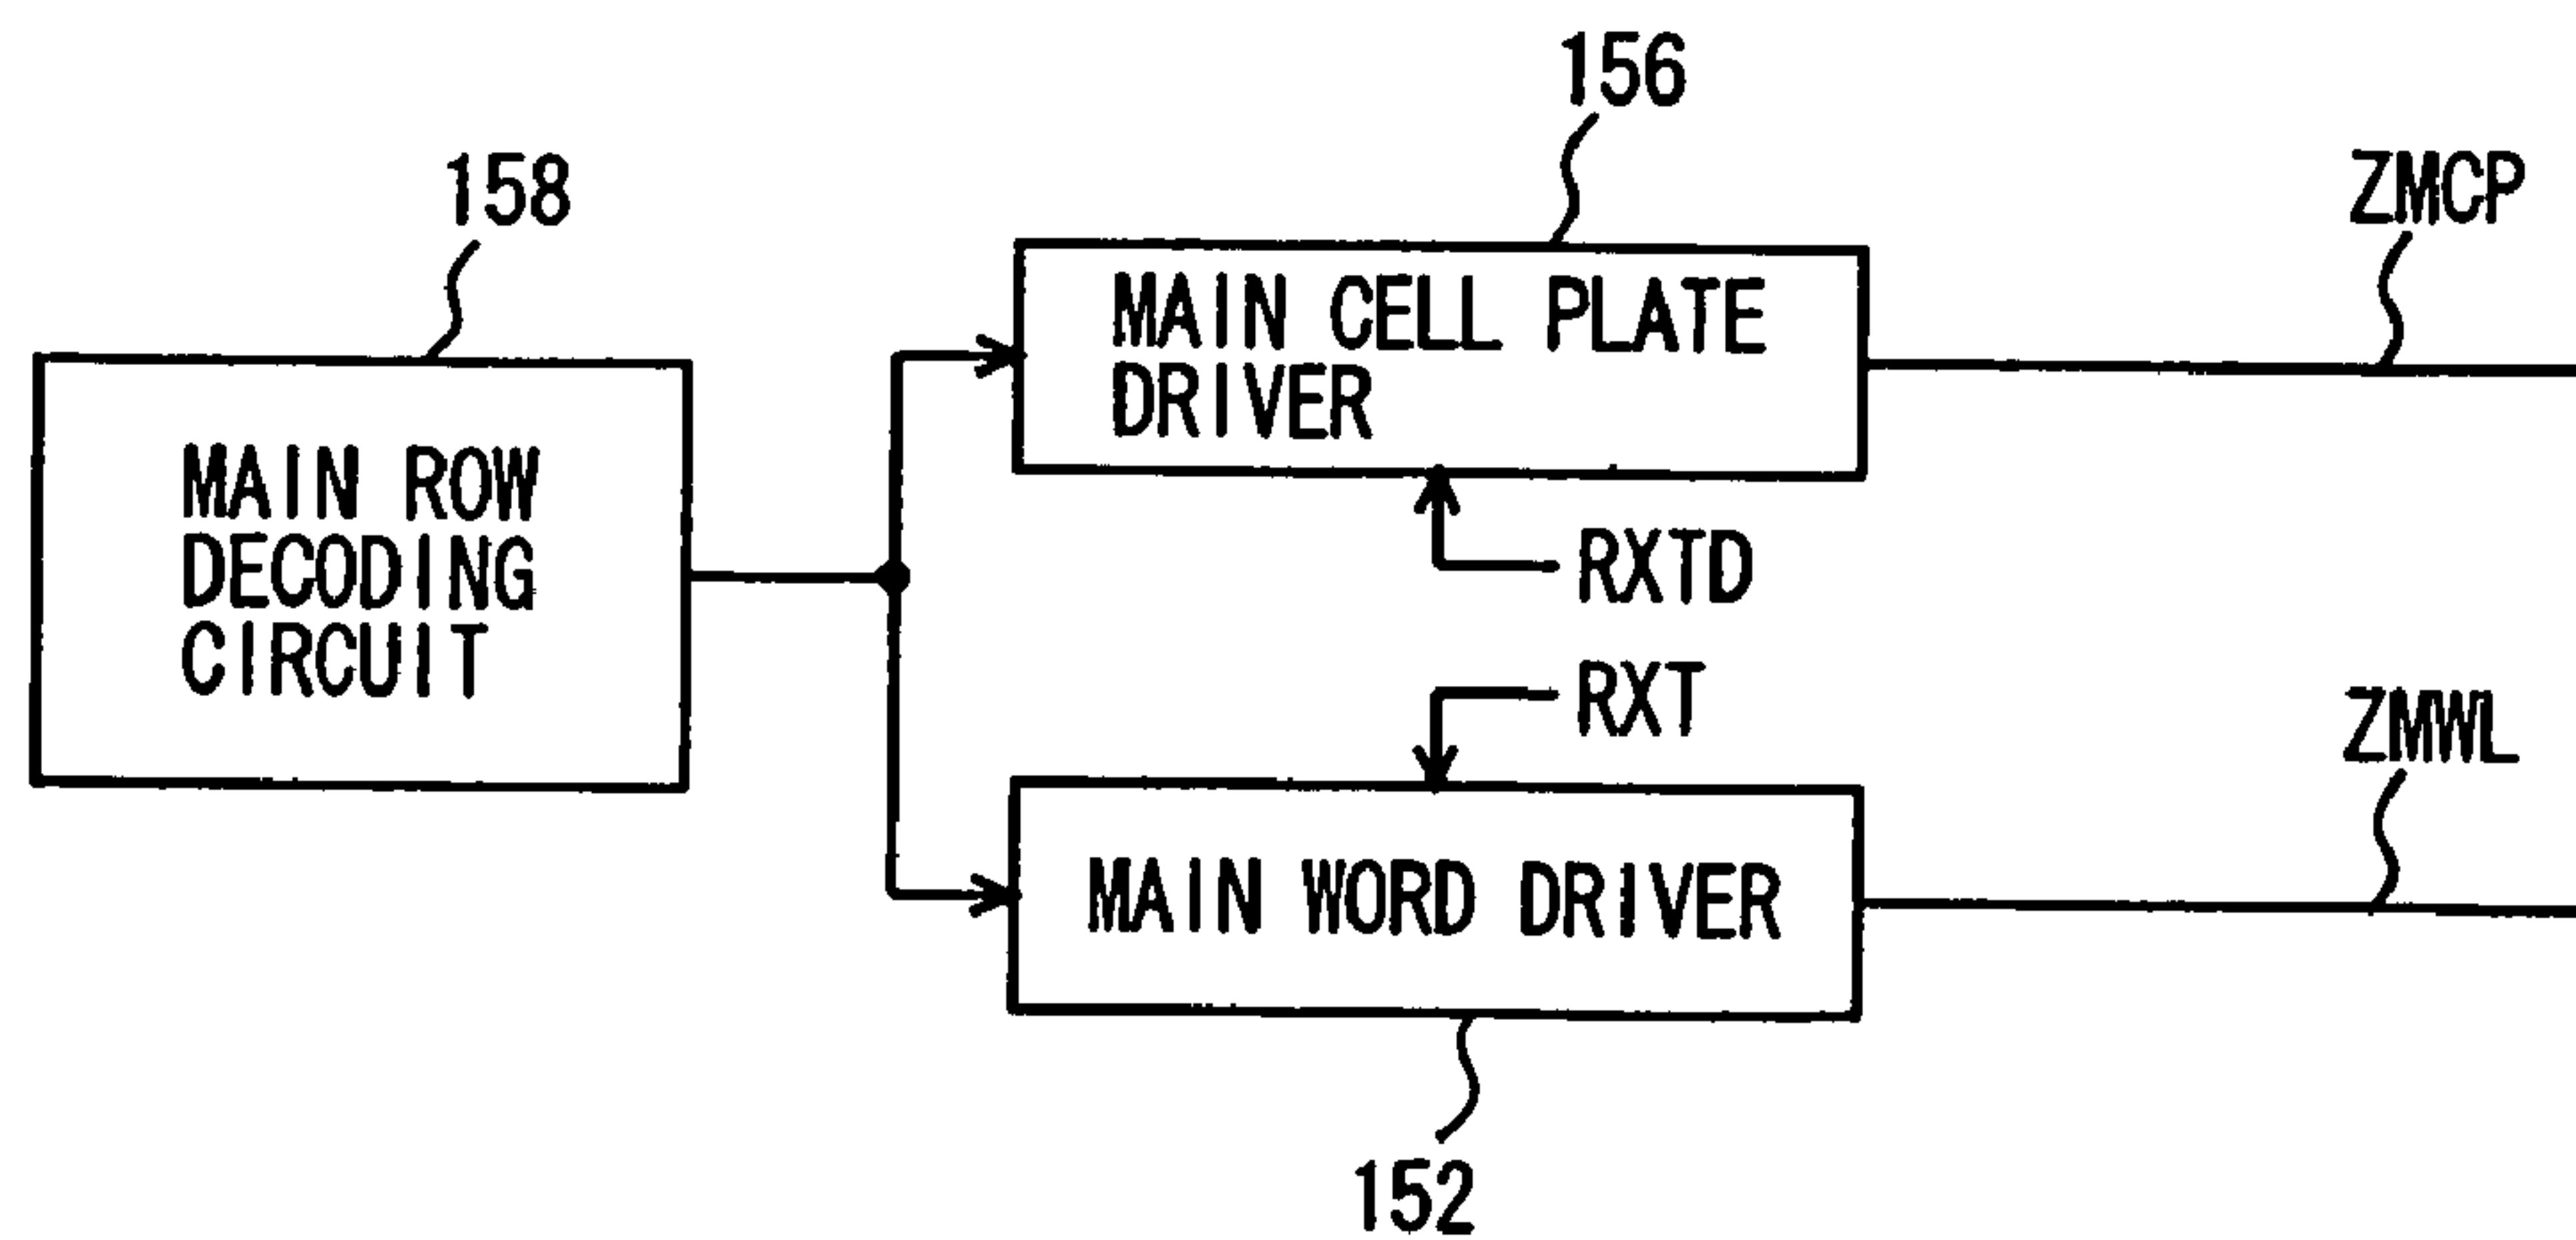 156
158
ZMCP
MAIN CELL PLATE
DRIVER
MAIN ROW
DECODING
CIRCUIT
RXTD
RXT
ZMWL
MAIN WORD DRIVER
152